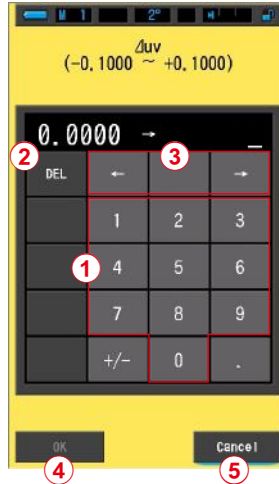 M 1 2°
⊿uv
(-0.1000 ~ +0.1000)
0.0000 → _
② ③
DEL ← →
1 2 3
① 4 5 6
7 8 9
+/- 0 .
OK Cancel
④ ⑤